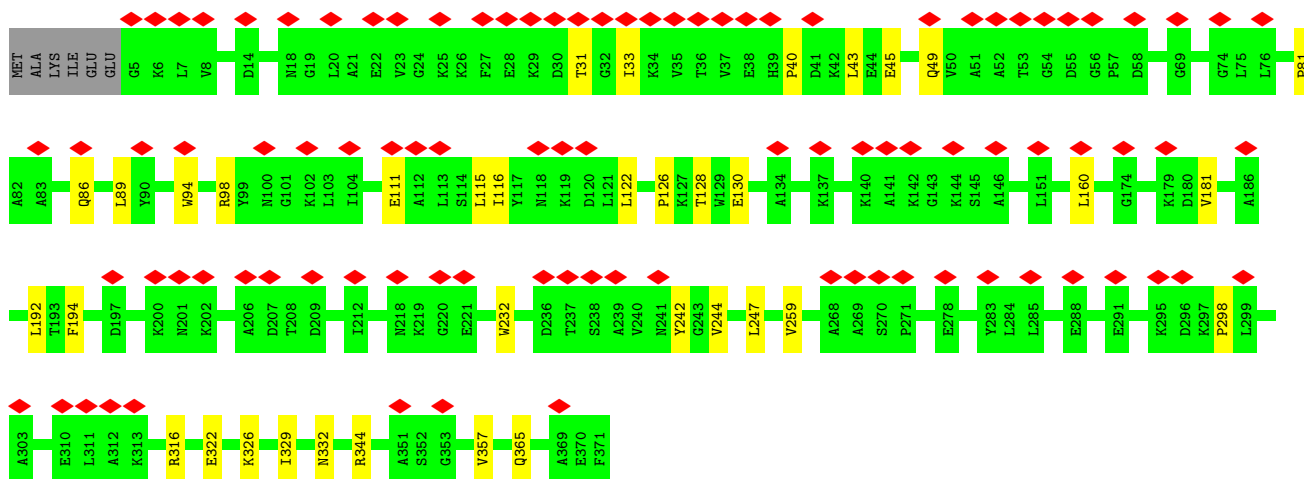 MET ALA LYS ILE GLU GLU G5 K6 L7 V8 D14 N18 G19 L20 A21 E22 V23 G24 K25 K26 F27 E28 K29 D30 T31 G32 I33 K34 V35 T36 V37 E38 H39 P40 D41 K42 L43 E44 E45 Q49 V50 A51 A52 T53 G54 D55 G56 P57 D58 G69 G74 L75 L76 P81
A82 A83 Q86 L89 Y90 W94 R98 Y99 N100 G101 K102 L103 I104 E111 A112 L113 S114 L115 I116 Y117 N118 K119 D120 L121 L122 P126 K127 T128 W129 E130 A134 K137 K140 A141 K142 G143 K144 S145 A146 L151 L160 G174 K179 D180 V181 A186
L192 T193 F194 D197 K200 N201 K202 A206 D207 T208 D209 I212 N218 K219 G220 E221 W232 D236 T237 S238 A239 V240 N241 Y242 G243 V244 L247 V259 A268 A269 S270 P271 E278 Y283 L284 L285 E288 E291 K295 D296 K297 P298 L299
A303 E310 L311 A312 K313 R316 E322 K326 I329 N332 R344 A351 S352 G353 V357 Q365 A369 E370 F371